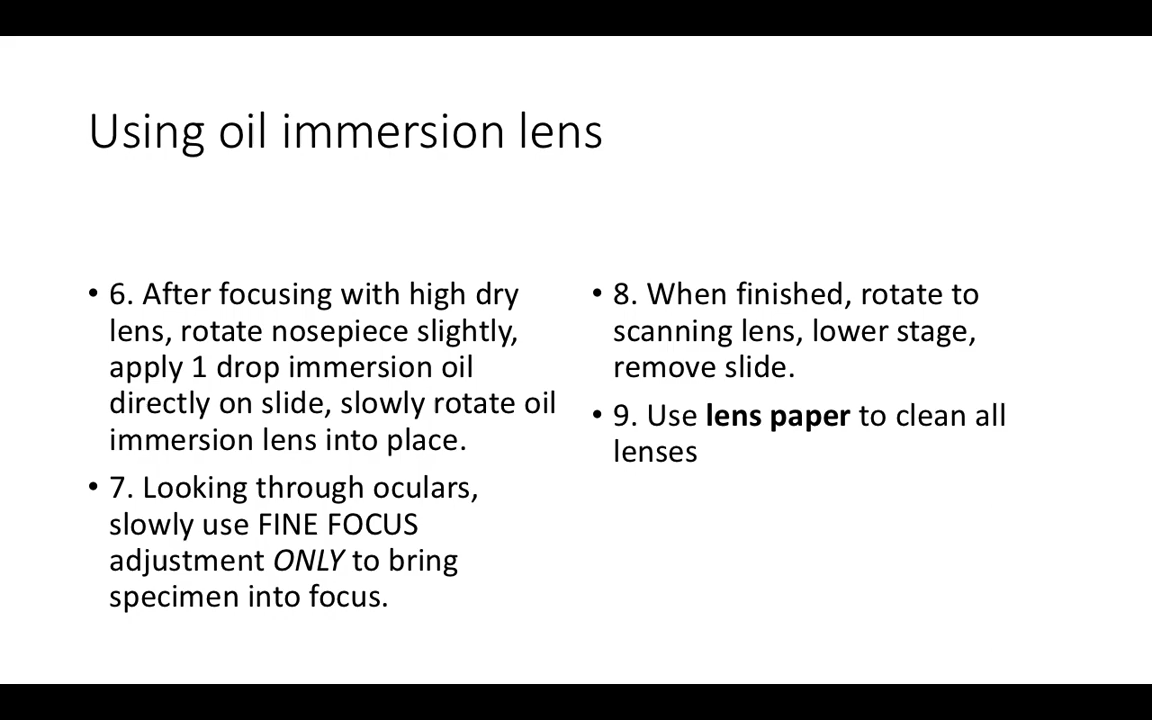 Using oil immersion lens
• 6. After focusing with high dry
lens, rotate nosepiece slightly,
apply 1 drop immersion oil
directly on slide, slowly rotate oil
immersion lens into place.
• 7. Looking through oculars,
slowly use FINE FOCUS
adjustment ONLY to bring
specimen into focus.
• 8. When finished, rotate to
scanning lens, lower stage,
remove slide.
• 9. Use lens paper to clean all
lenses